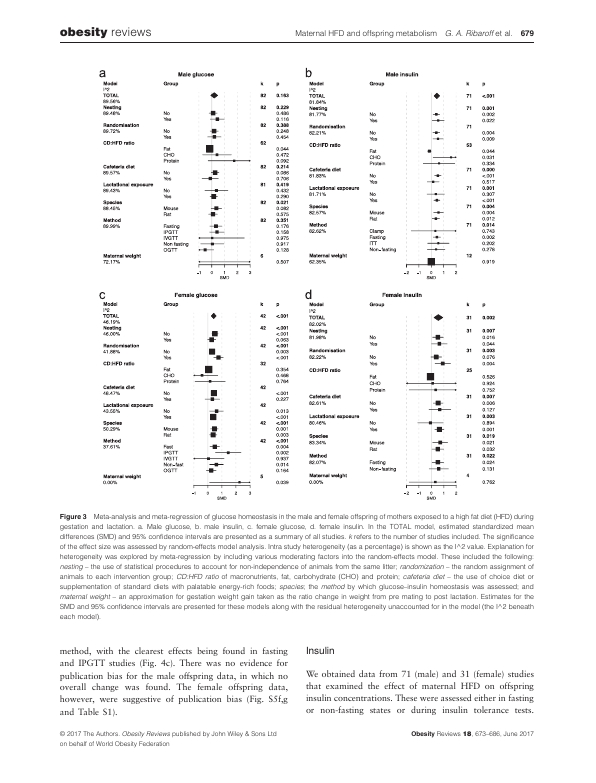 obesity reviews
Maternal HFD and offspring metabolism G. A. Ribaroff et al. 679
a
Male glucose
Model Group k p
I^2
TOTAL 82 0.163
89.56%
Nesting 82 0.229
89.48% No 0.486
Yes 0.116
Randomisation 82 0.388
89.72% No 0.248
Yes 0.454
CD:HFD ratio 62
Fat 0.044
CHO 0.472
Protein 0.092
Cafeteria diet 82 0.214
89.57% No 0.086
Yes 0.708
Lactational exposure 81 0.419
89.43% No 0.432
Yes 0.290
Species 82 0.021
88.45% Mouse 0.082
Rat 0.575
Method 82 0.351
89.99% Fasting 0.176
IPGTT 0.158
IVGTT 0.975
Non fasting 0.917
OGTT 0.128
Maternal weight 6
72.17% 0.507
-1 0 1 2 3
SMD
b
Male insulin
Model Group k p
I^2
TOTAL 71 <.001
81.84%
Nesting 71 0.001
81.77% No 0.002
Yes 0.022
Randomisation 71
82.21% No 0.004
Yes 0.009
CD:HFD ratio 53
Fat 0.044
CHO 0.031
Protein 0.334
Cafeteria diet 71 0.000
81.83% No <.001
Yes 0.517
Lactational exposure 71 0.001
81.71% No 0.307
Yes <.001
Species 71 0.004
82.57% Mouse 0.004
Rat 0.012
Method 71 0.014
82.62% Clamp 0.743
Fasting 0.002
ITT 0.202
Non-fasting 0.278
Maternal weight 12
62.35% 0.919
-2 -1 0 1 2
SMD
c
Female glucose
Model Group k p
I^2
TOTAL 42 <.001
46.19%
Nesting 42 <.001
46.00% No <.001
Yes 0.063
Randomisation 42 <.001
41.88% No 0.003
Yes <.001
CD:HFD ratio 32
Fat 0.354
CHO 0.568
Protein 0.764
Cafeteria diet 42
48.47% No <.001
Yes 0.227
Lactational exposure 42
43.55% No 0.013
Yes <.001
Species 42 <.001
50.29% Mouse 0.001
Rat 0.003
Method 42 <.001
37.61% Fast 0.004
IPGTT 0.002
IVGTT 0.937
Non-fast 0.014
OGTT 0.164
Maternal weight 5
0.00% 0.039
-1 0 1 2 3
SMD
d
Female insulin
Model Group k p
I^2
TOTAL 31 0.002
82.02%
Nesting 31 0.007
81.98% No 0.016
Yes 0.044
Randomisation 31 0.003
82.22% No 0.076
Yes 0.004
CD:HFD ratio 25
Fat 0.526
CHO 0.924
Protein 0.752
Cafeteria diet 31 0.007
82.61% No 0.006
Yes 0.127
Lactational exposure 31 0.003
80.46% No 0.894
Yes 0.001
Species 31 0.019
83.34% Mouse 0.021
Rat 0.032
Method 31 0.022
82.07% Fasting 0.024
Non-fasting 0.131
Maternal weight 4
0.00% 0.762
-2 -1 0 1 2
SMD
Figure 3 Meta-analysis and meta-regression of glucose homeostasis in the male and female offspring of mothers exposed to a high fat diet (HFD) during
gestation and lactation. a. Male glucose, b. male insulin, c. female glucose, d. female insulin. In the TOTAL model, estimated standardized mean
differences (SMD) and 95% confidence intervals are presented as a summary of all studies. k refers to the number of studies included. The significance
of the effect size was assessed by random-effects model analysis. Intra study heterogeneity (as a percentage) is shown as the I^2 value. Explanation for
heterogeneity was explored by meta-regression by including various moderating factors into the random-effects model. These included the following:
nesting – the use of statistical procedures to account for non-independence of animals from the same litter; randomization – the random assignment of
animals to each intervention group; CD:HFD ratio of macronutrients, fat, carbohydrate (CHO) and protein; cafeteria diet – the use of choice diet or
supplementation of standard diets with palatable energy-rich foods; species; the method by which glucose–insulin homeostasis was assessed; and
maternal weight – an approximation for gestation weight gain taken as the ratio change in weight from pre mating to post lactation. Estimates for the
SMD and 95% confidence intervals are presented for these models along with the residual heterogeneity unaccounted for in the model (the I^2 beneath
each model).
method, with the clearest effects being found in fasting
and IPGTT studies (Fig. 4c). There was no evidence for
publication bias for the male offspring data, in which no
overall change was found. The female offspring data,
however, were suggestive of publication bias (Fig. S5f,g
and Table S1).
Insulin
We obtained data from 71 (male) and 31 (female) studies
that examined the effect of maternal HFD on offspring
insulin concentrations. These were assessed either in fasting
or non-fasting states or during insulin tolerance tests.
© 2017 The Authors. Obesity Reviews published by John Wiley & Sons Ltd
on behalf of World Obesity Federation
Obesity Reviews 18, 673–686, June 2017